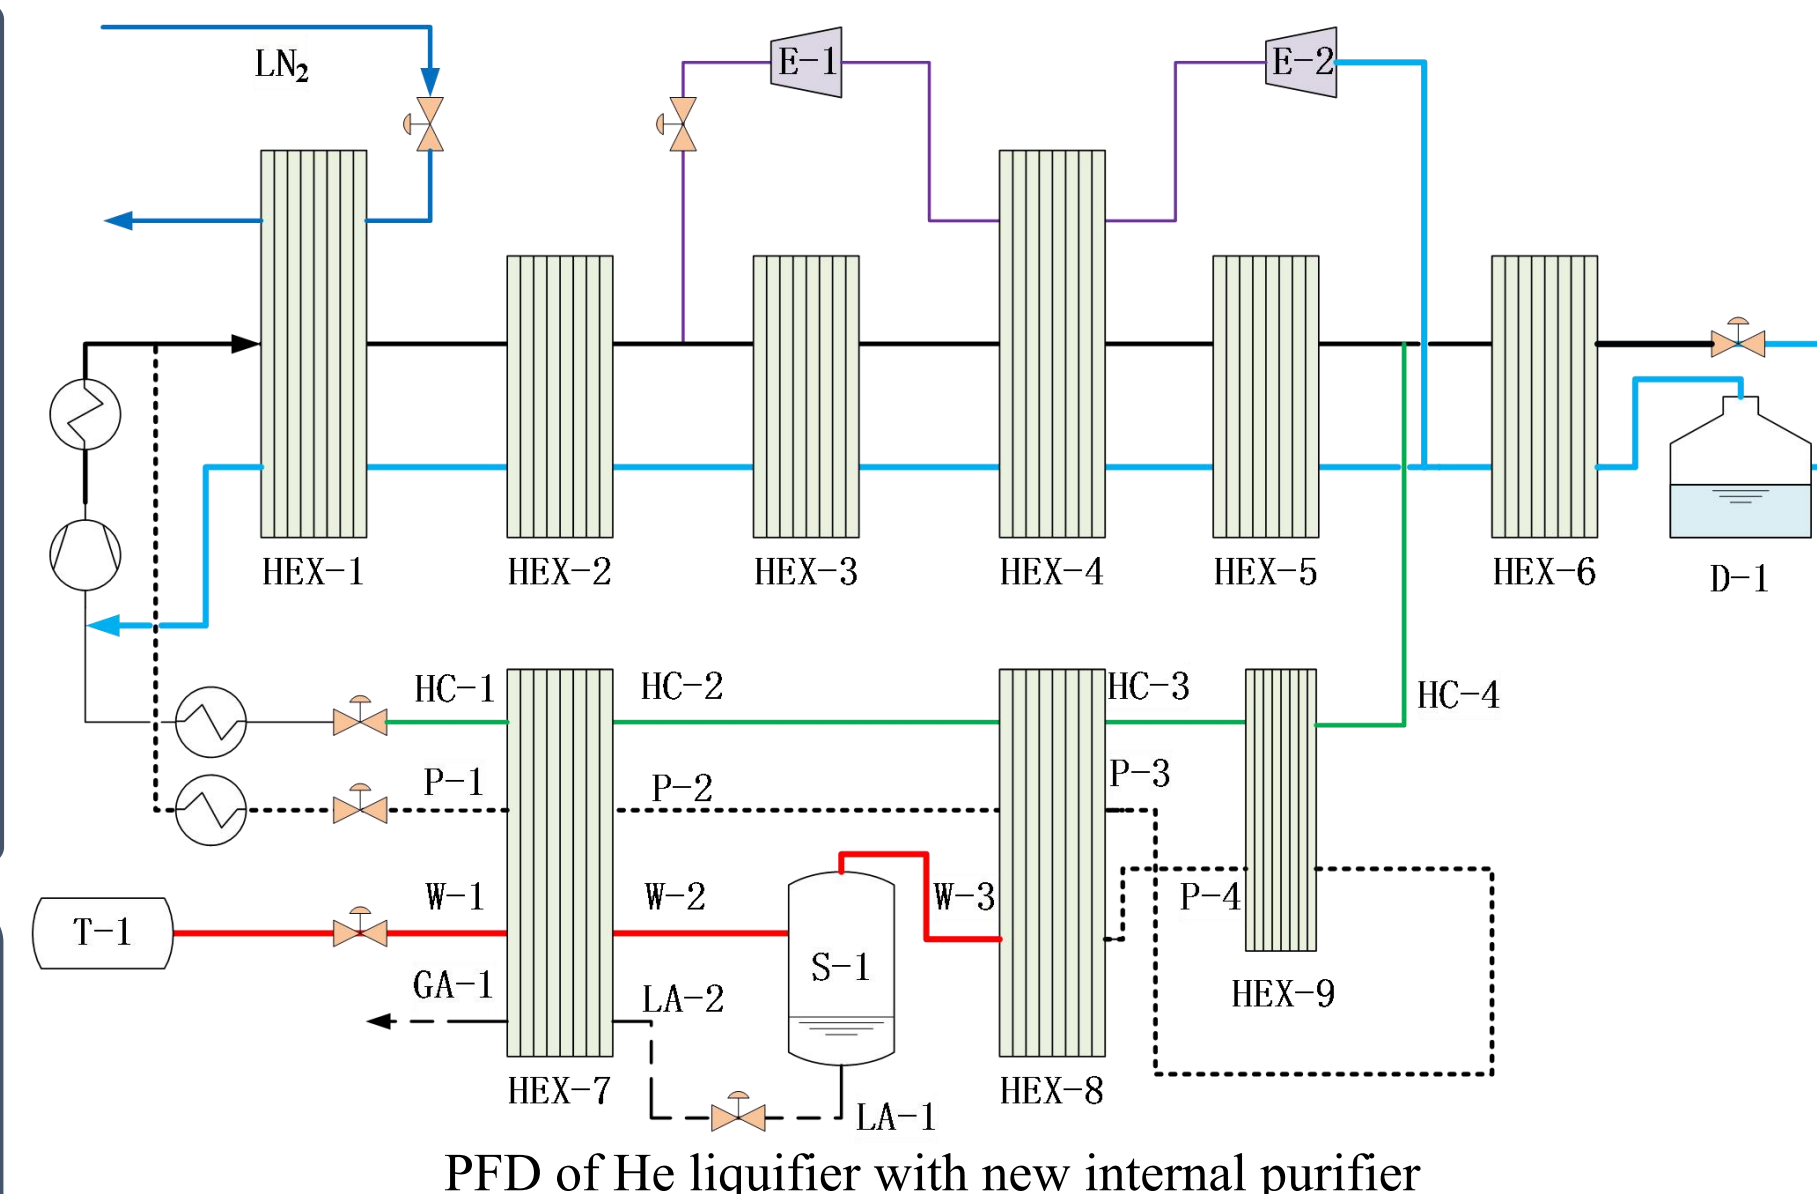 LN₂
E-1
E-2
HEX-1
HEX-2
HEX-3
HEX-4
HEX-5
HEX-6
D-1
HC-1
HC-2
HC-3
HC-4
P-1
P-2
P-3
W-1
W-2
W-3
P-4
T-1
S-1
GA-1
LA-2
HEX-9
HEX-7
HEX-8
LA-1
PFD of He liquifier with new internal purifier